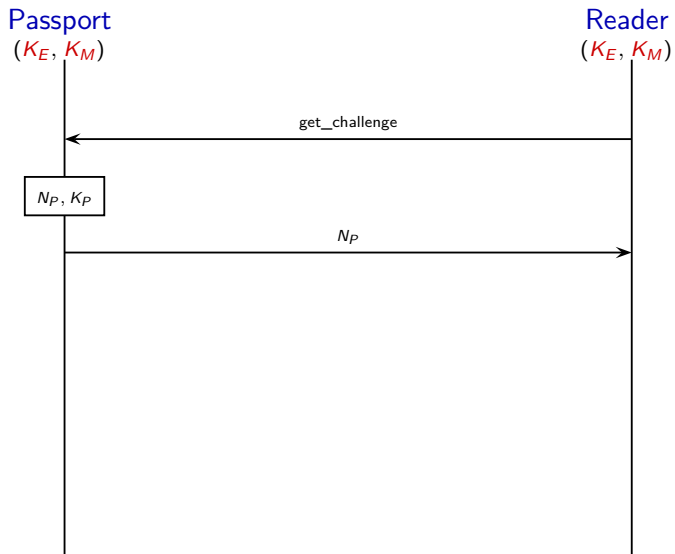 Passport Reader
(K_E, K_M) (K_E, K_M)
get_challenge
N_P, K_P
N_P